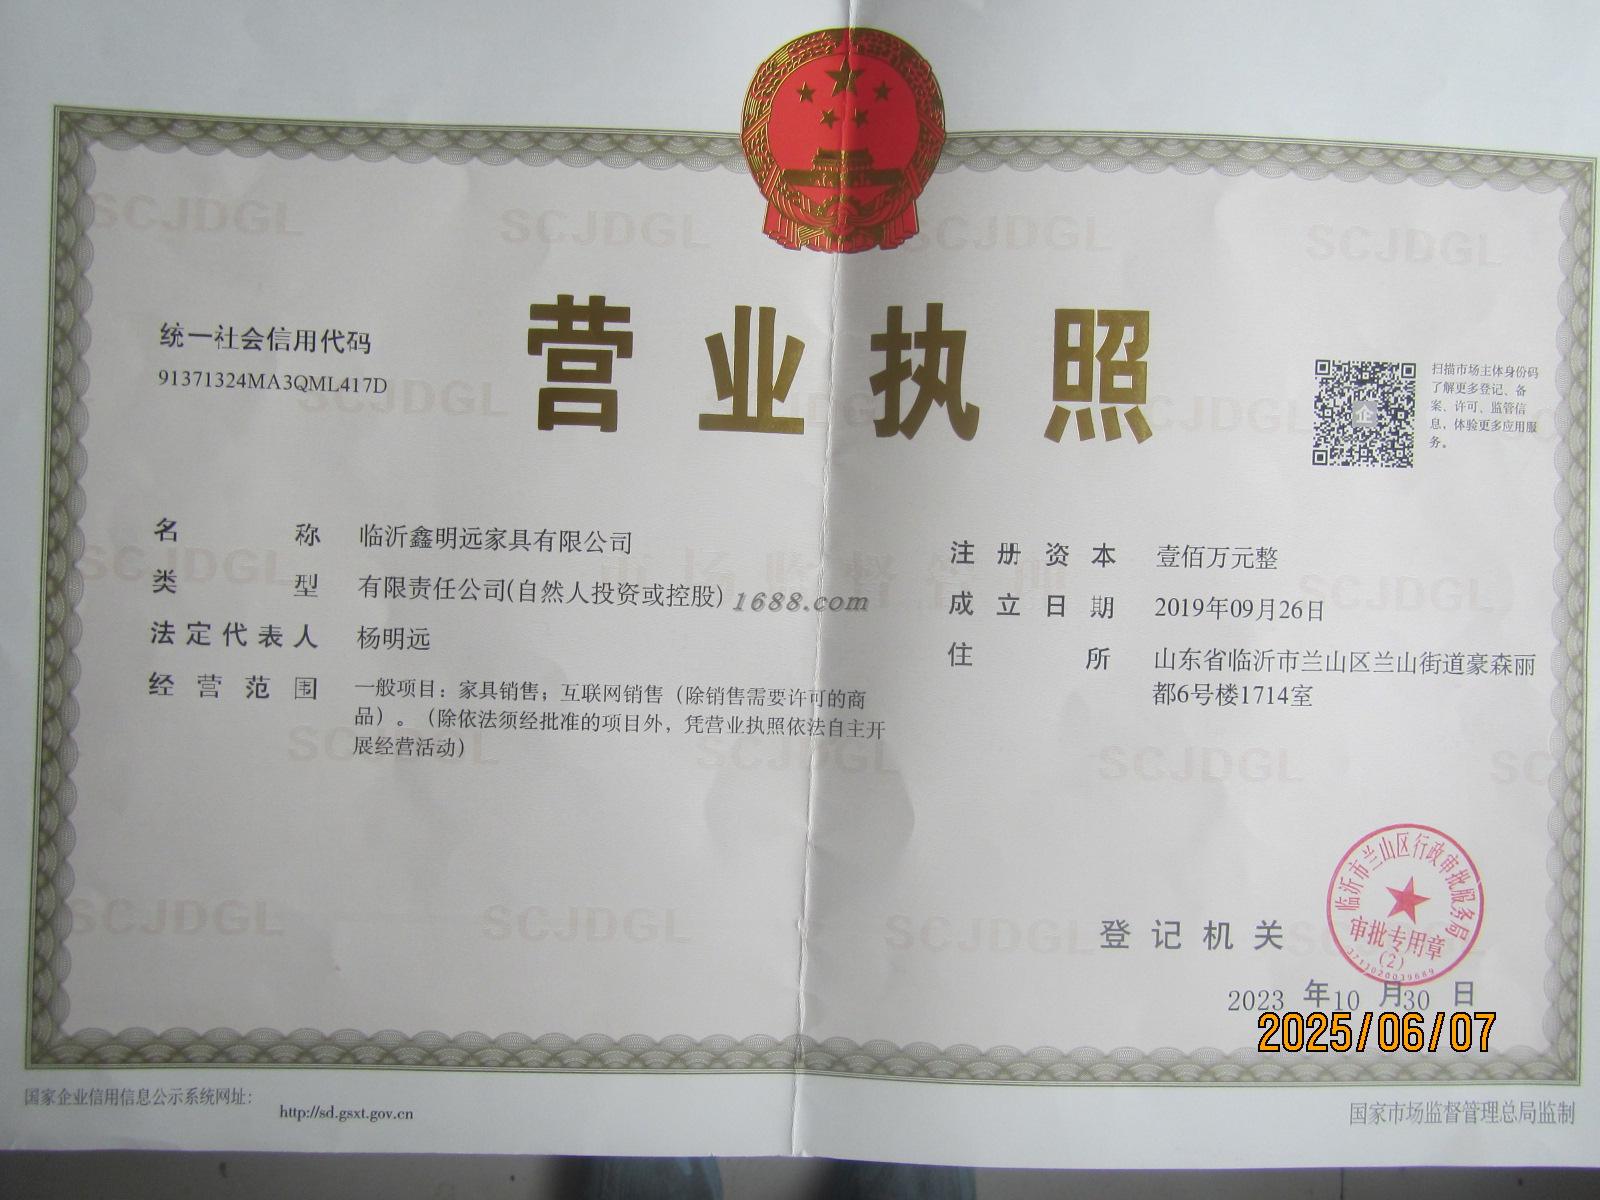 营业执照
统一社会信用代码
91371324MA3QML417D
扫描市场主体身份码
了解更多登记、备
案、许可、监管信
息，体验更多应用服
务。
名称 临沂鑫明远家具有限公司
类型 有限责任公司(自然人投资或控股)
法定代表人 杨明远
经营范围 一般项目：家具销售；互联网销售（除销售需要许可的商
品）。（除依法须经批准的项目外，凭营业执照依法自主开
展经营活动）
1688.com
注册资本 壹佰万元整
成立日期 2019年09月26日
住所 山东省临沂市兰山区兰山街道豪森丽
都6号楼1714室
登记机关
临沂市兰山区行政审批服务局
审批专用章
(2)
3713020039689
2023 年10 月30 日
2025/06/07
国家企业信用信息公示系统网址：
http://sd.gsxt.gov.cn
国家市场监督管理总局监制
SCJDGL
市场监督管理
企